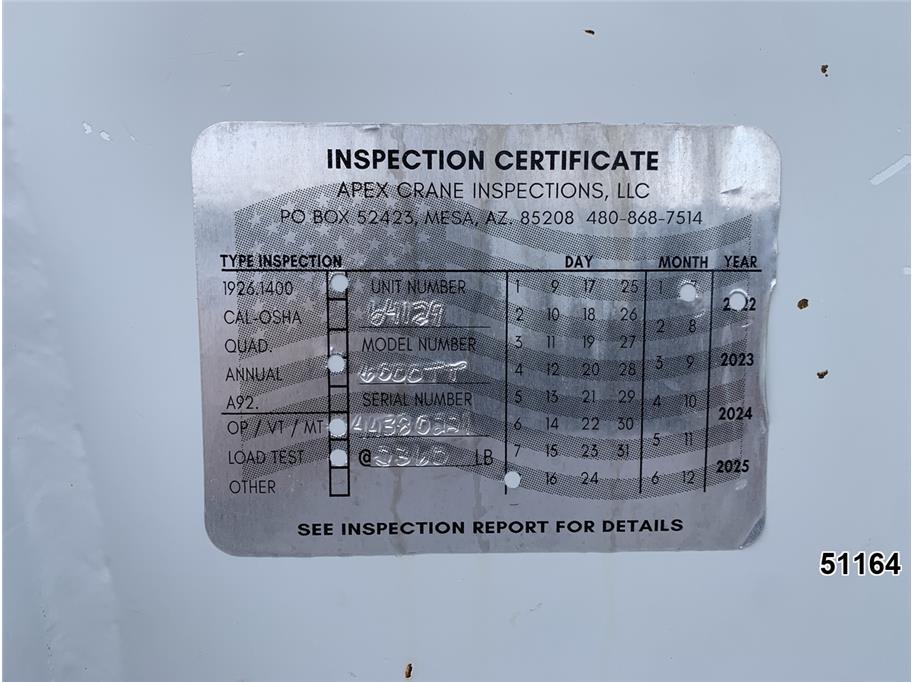 INSPECTION CERTIFICATE
APEX CRANE INSPECTIONS, LLC
PO BOX 52423, MESA, AZ. 85208 480-868-7514
TYPE INSPECTION DAY MONTH YEAR
1926.1400 UNIT NUMBER 1 9 17 25 1
CAL-OSHA 64129 2 10 18 26 2 8
QUAD. MODEL NUMBER 3 11 19 27
ANNUAL 6000TT 4 12 20 28 3 9 2023
A92. SERIAL NUMBER 5 13 21 29 4 10
OP / VT / MT 6 14 22 30 2024
LOAD TEST @ 2360 LB 7 15 23 31 5 11
OTHER 16 24 6 12 2025
SEE INSPECTION REPORT FOR DETAILS
51164